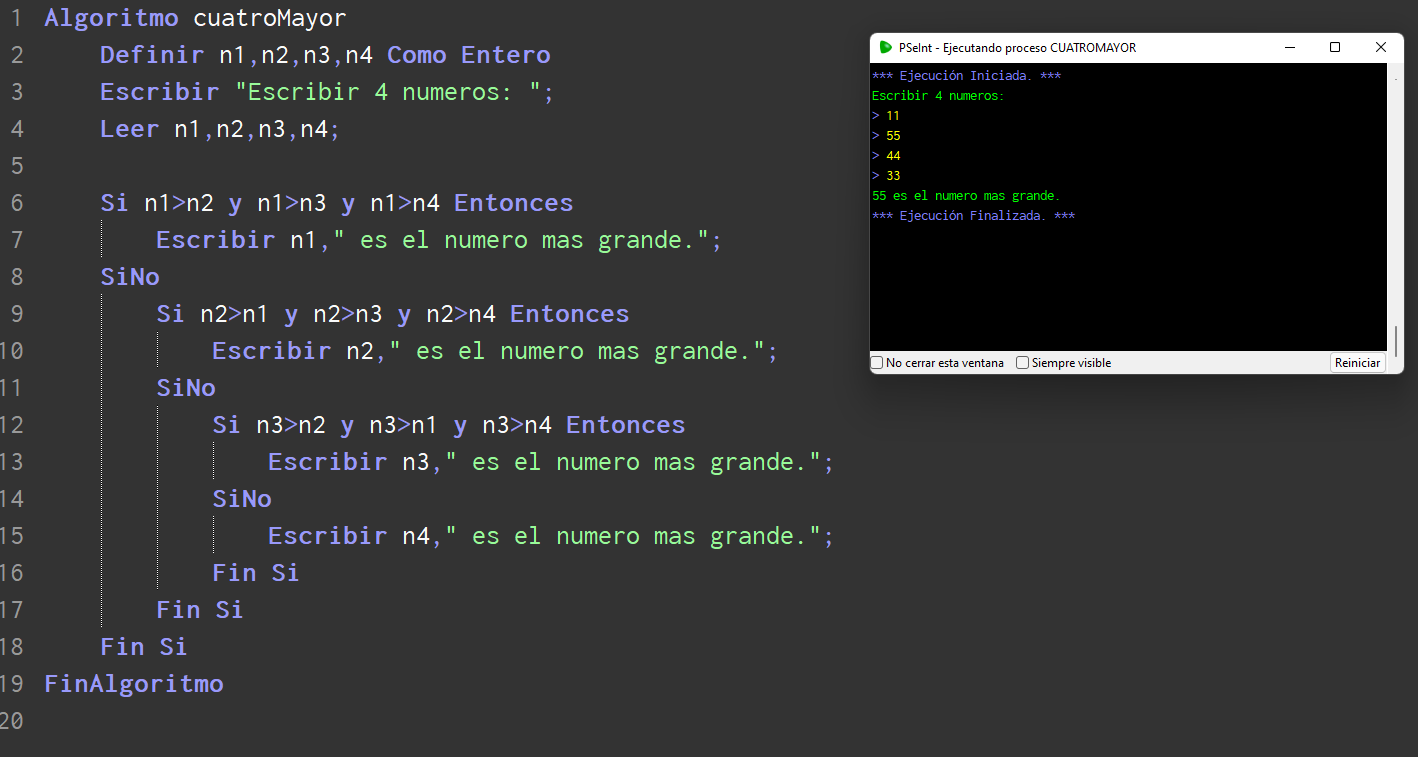 1 Algoritmo cuatroMayor
2 Definir n1,n2,n3,n4 Como Entero
3 Escribir "Escribir 4 numeros: ";
4 Leer n1,n2,n3,n4;
5
6 Si n1>n2 y n1>n3 y n1>n4 Entonces
7 Escribir n1," es el numero mas grande.";
8 SiNo
9 Si n2>n1 y n2>n3 y n2>n4 Entonces
10 Escribir n2," es el numero mas grande.";
11 SiNo
12 Si n3>n2 y n3>n1 y n3>n4 Entonces
13 Escribir n3," es el numero mas grande.";
14 SiNo
15 Escribir n4," es el numero mas grande.";
16 Fin Si
17 Fin Si
18 Fin Si
19 FinAlgoritmo
20
PSeInt - Ejecutando proceso CUATROMAYOR
*** Ejecución Iniciada. ***
Escribir 4 numeros:
> 11
> 55
> 44
> 33
55 es el numero mas grande.
*** Ejecución Finalizada. ***
No cerrar esta ventana Siempre visible Reiniciar